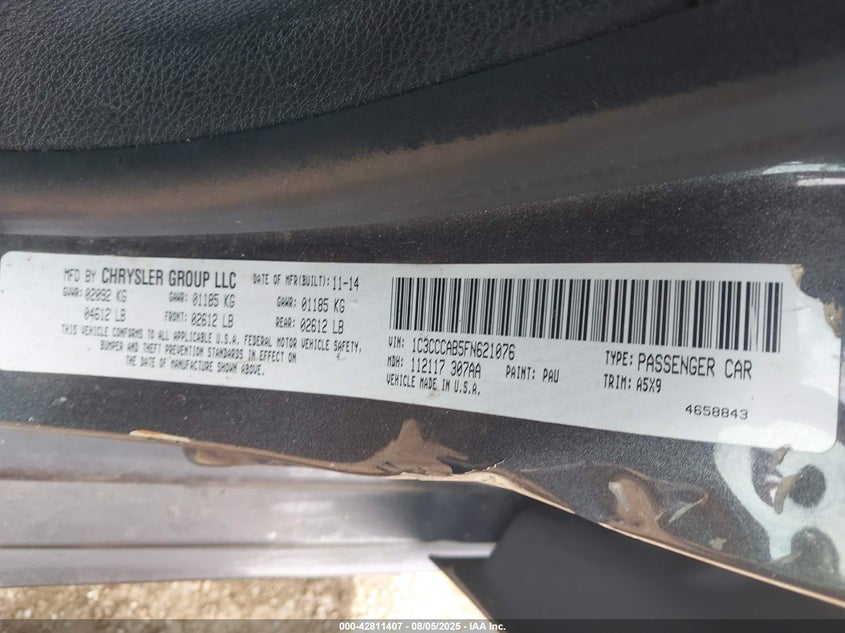 MFD BY CHRYSLER GROUP LLC DATE OF MFR(BUILT): 11-14
GVWR: 02092 KG GAWR: 01185 KG GAWR: 01185 KG
04612 LB FRONT: 02612 LB REAR: 02612 LB
THIS VEHICLE CONFORMS TO ALL APPLICABLE U.S.A. FEDERAL MOTOR VEHICLE SAFETY,
BUMPER AND THEFT PREVENTION STANDARDS IN EFFECT ON
THE DATE OF MANUFACTURE SHOWN ABOVE.
VIN: 1C3CCCAB5FN621076 TYPE: PASSENGER CAR
MDH: 112117 307AA PAINT: PAU TRIM: A5X9
VEHICLE MADE IN U.S.A.
4658843
000-42811407 - 08/05/2025 - IAA Inc.